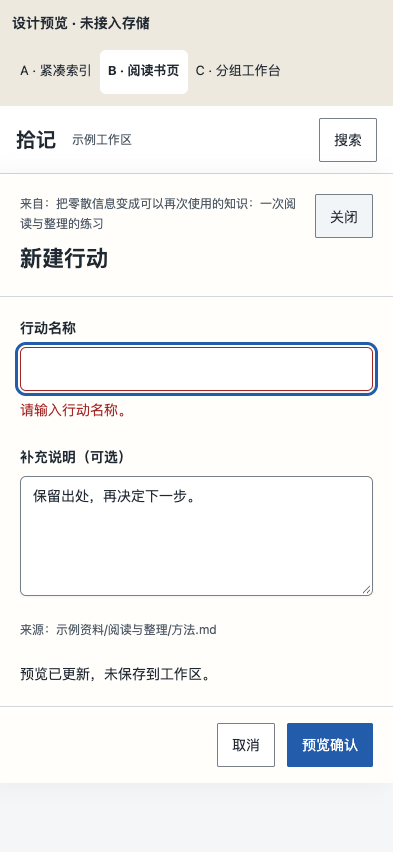 设计预览 · 未接入存储
A · 紧凑索引
B · 阅读书页
C · 分组工作台
拾记
示例工作区
搜索
来自：把零散信息变成可以再次使用的知识：一次阅
读与整理的练习
关闭
新建行动
行动名称
请输入行动名称。
补充说明（可选）
保留出处，再决定下一步。
来源：示例资料/阅读与整理/方法.md
预览已更新，未保存到工作区。
取消
预览确认